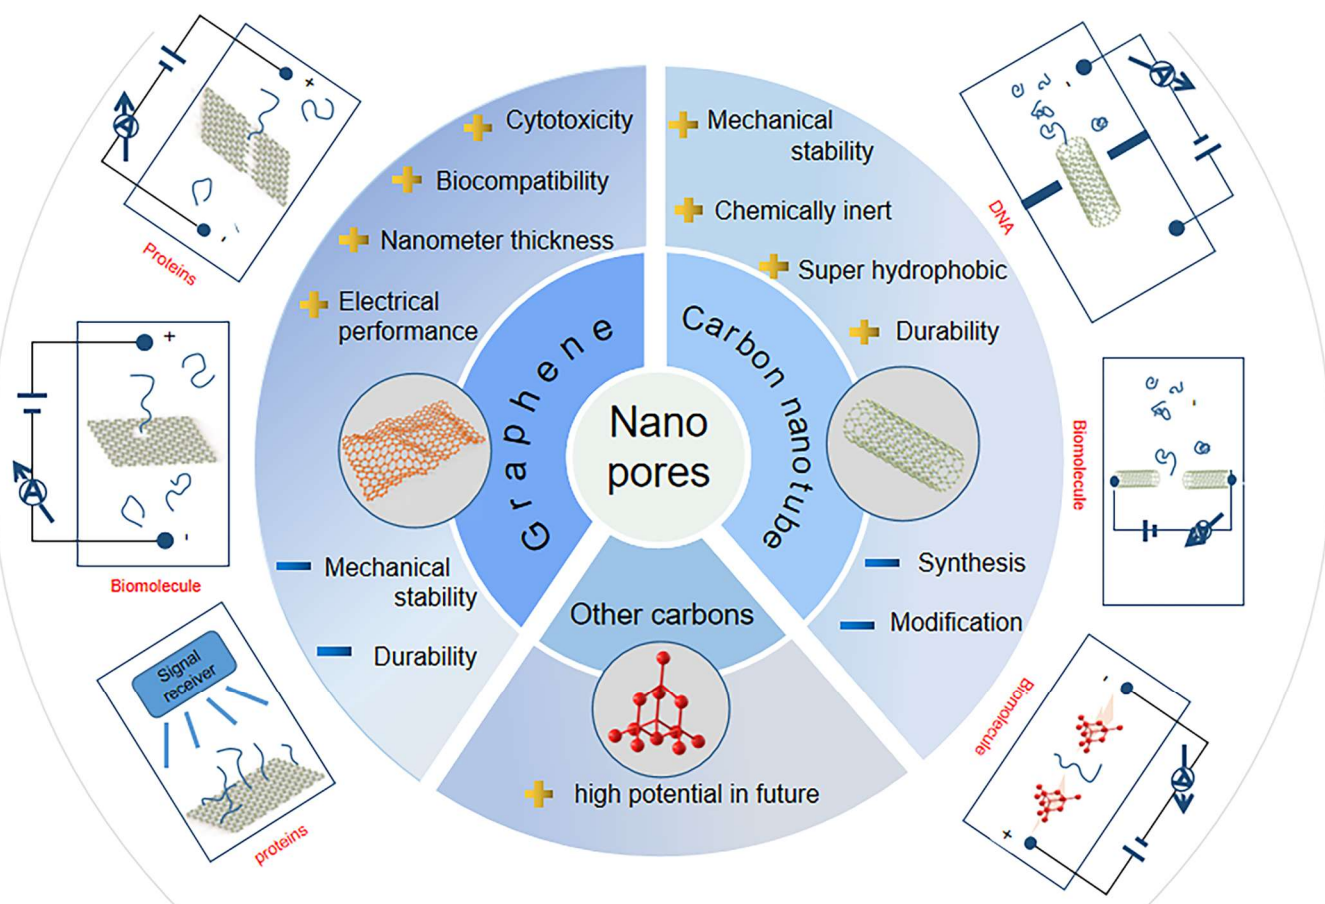 Nano
pores
Graphene
+ Cytotoxicity
+ Biocompatibility
+ Nanometer thickness
+ Electrical
performance
- Mechanical
stability
- Durability
Carbon nanotube
+ Mechanical
stability
+ Chemically inert
+ Super hydrophobic
+ Durability
- Synthesis
- Modification
Other carbons
+ high potential in future
A
+
-
Proteins
+
A
-
Biomolecule
Signal
receiver
proteins
-
A
DNA
-
A
Biomolecule
-
A
+
Biomolecule